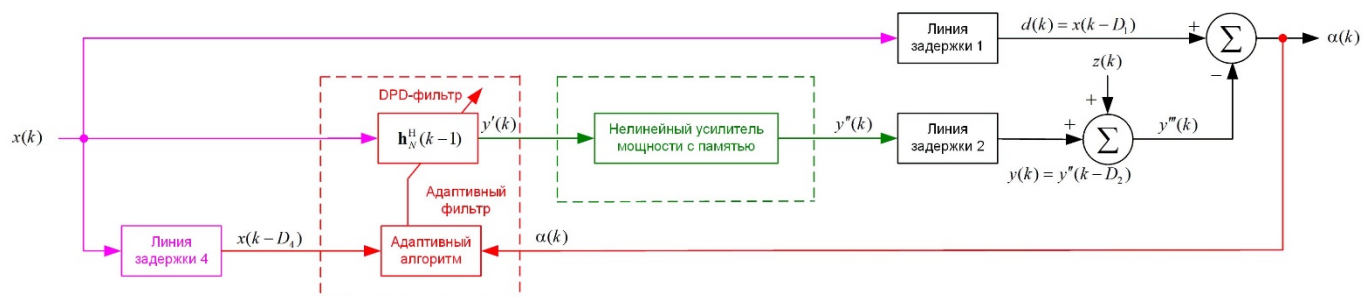 Линия
задержки 1
d(k) = x(k−D₁)
+
∑
α(k)
−
z(k)
DPD-фильтр
x(k)
h_N^H(k−1)
y′(k)
Нелинейный усилитель
мощности с памятью
y″(k)
Линия
задержки 2
+
+
∑
y‴(k)
y(k) = y″(k−D₂)
Адаптивный
фильтр
Линия
задержки 4
x(k−D₄)
Адаптивный
алгоритм
α(k)